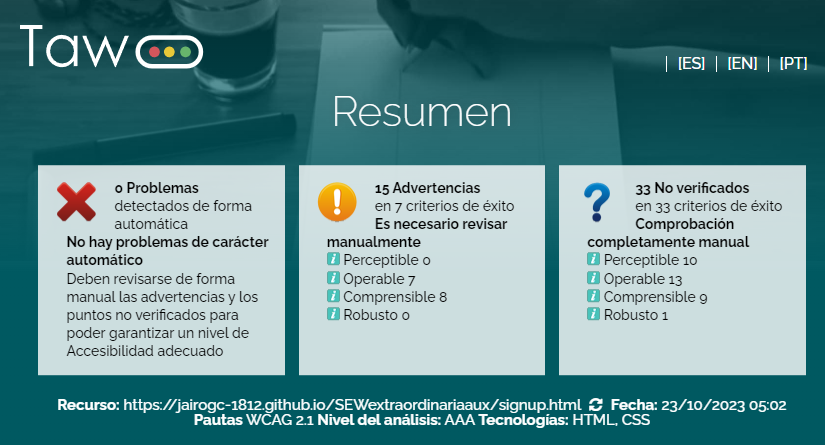 Taw
| [ES] | [EN] | [PT]
Resumen
0 Problemas
detectados de forma
automática
No hay problemas de carácter
automático
Deben revisarse de forma
manual las advertencias y los
puntos no verificados para
poder garantizar un nivel de
Accesibilidad adecuado
15 Advertencias
en 7 criterios de éxito
Es necesario revisar
manualmente
Perceptible 0
Operable 7
Comprensible 8
Robusto 0
33 No verificados
en 33 criterios de éxito
Comprobación
completamente manual
Perceptible 10
Operable 13
Comprensible 9
Robusto 1
Recurso: https://jairogc-1812.github.io/SEWextraordinariaaux/signup.html Fecha: 23/10/2023 05:02
Pautas WCAG 2.1 Nivel del análisis: AAA Tecnologías: HTML, CSS